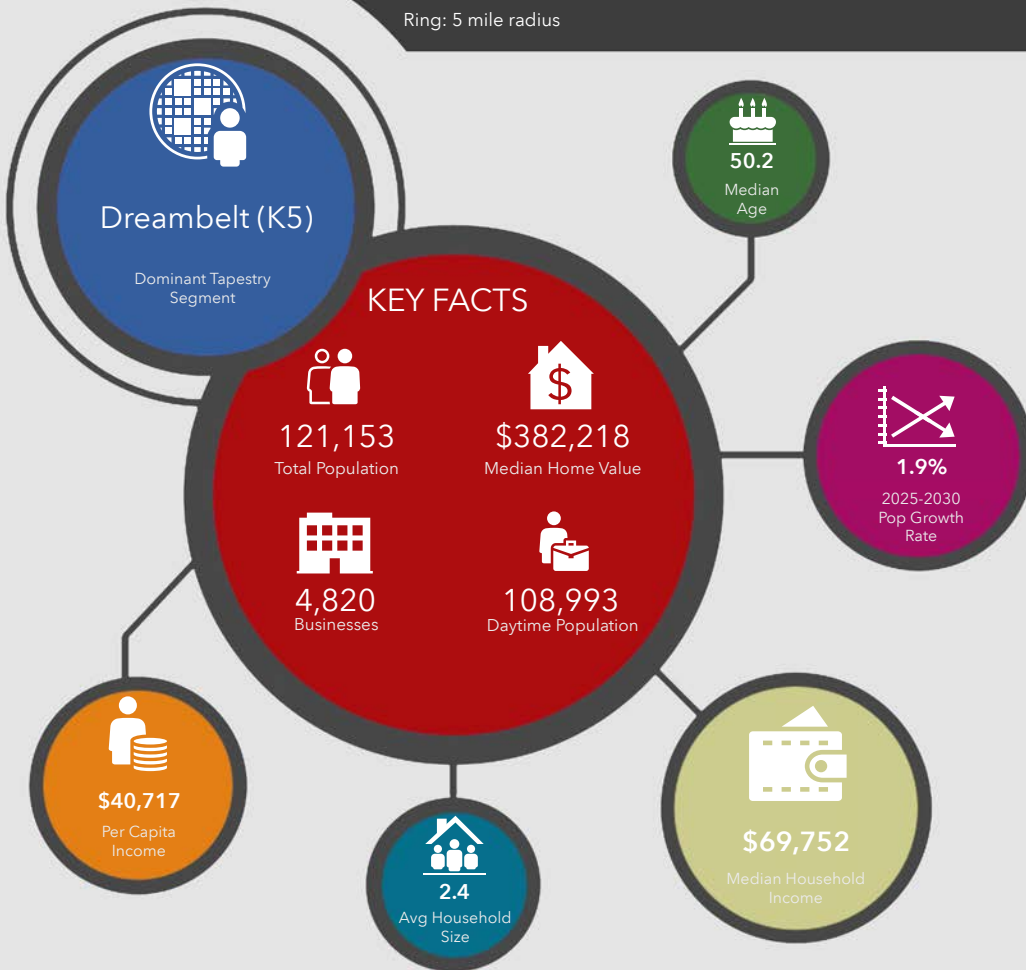 Ring: 5 mile radius
Dreambelt (K5)
Dominant Tapestry
Segment
50.2
Median
Age
KEY FACTS
121,153
Total Population
$382,218
Median Home Value
4,820
Businesses
108,993
Daytime Population
1.9%
2025-2030
Pop Growth
Rate
$40,717
Per Capita
Income
2.4
Avg Household
Size
$69,752
Median Household
Income